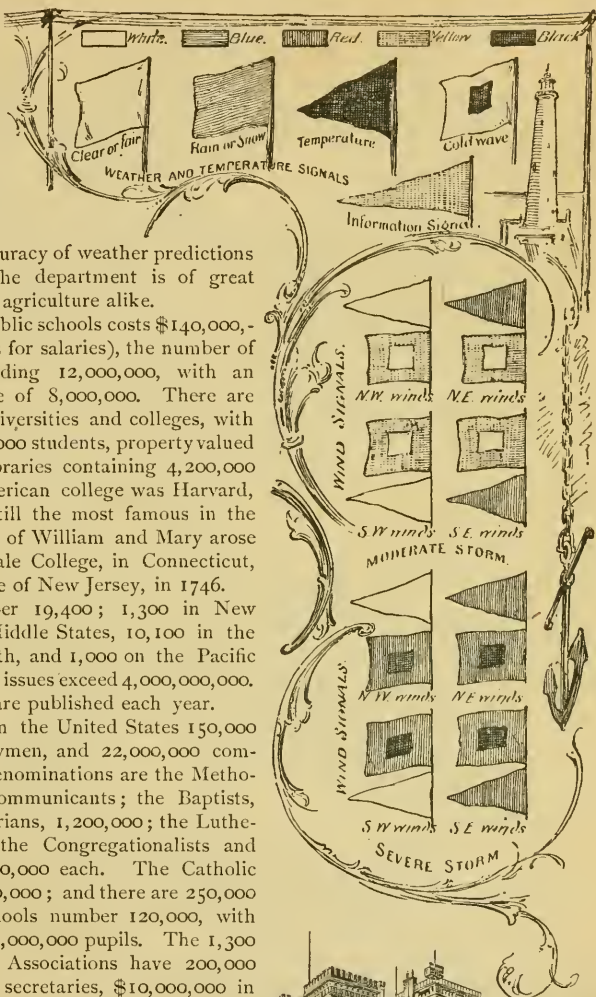 White. Blue. Red. Yellow Black
Clear or fair Rain or Snow Temperature Cold wave
WEATHER AND TEMPERATURE SIGNALS
Information Signal.
uracy of weather predictions
he department is of great
agriculture alike.
blic schools costs $140,000,-
for salaries), the number of
ding 12,000,000, with an
e of 8,000,000. There are
iversities and colleges, with
000 students, property valued
braries containing 4,200,000
erican college was Harvard,
till the most famous in the
of William and Mary arose
ale College, in Connecticut,
e of New Jersey, in 1746.
er 19,400; 1,300 in New
iddle States, 10,100 in the
th, and 1,000 on the Pacific
issues exceed 4,000,000,000.
are published each year.
n the United States 150,000
ymen, and 22,000,000 com-
enominations are the Metho-
ommunicants; the Baptists,
rians, 1,200,000; the Luthe-
the Congregationalists and
0,000 each. The Catholic
0,000; and there are 250,000
ools number 120,000, with
,000,000 pupils. The 1,300
Associations have 200,000
secretaries, $10,000,000 in
WIND SIGNALS.
N.W. winds N.E. winds
S W winds S E. winds
MODERATE STORM.
WIND SIGNALS.
N W. winds N E winds
S W winds S E winds
SEVERE STORM